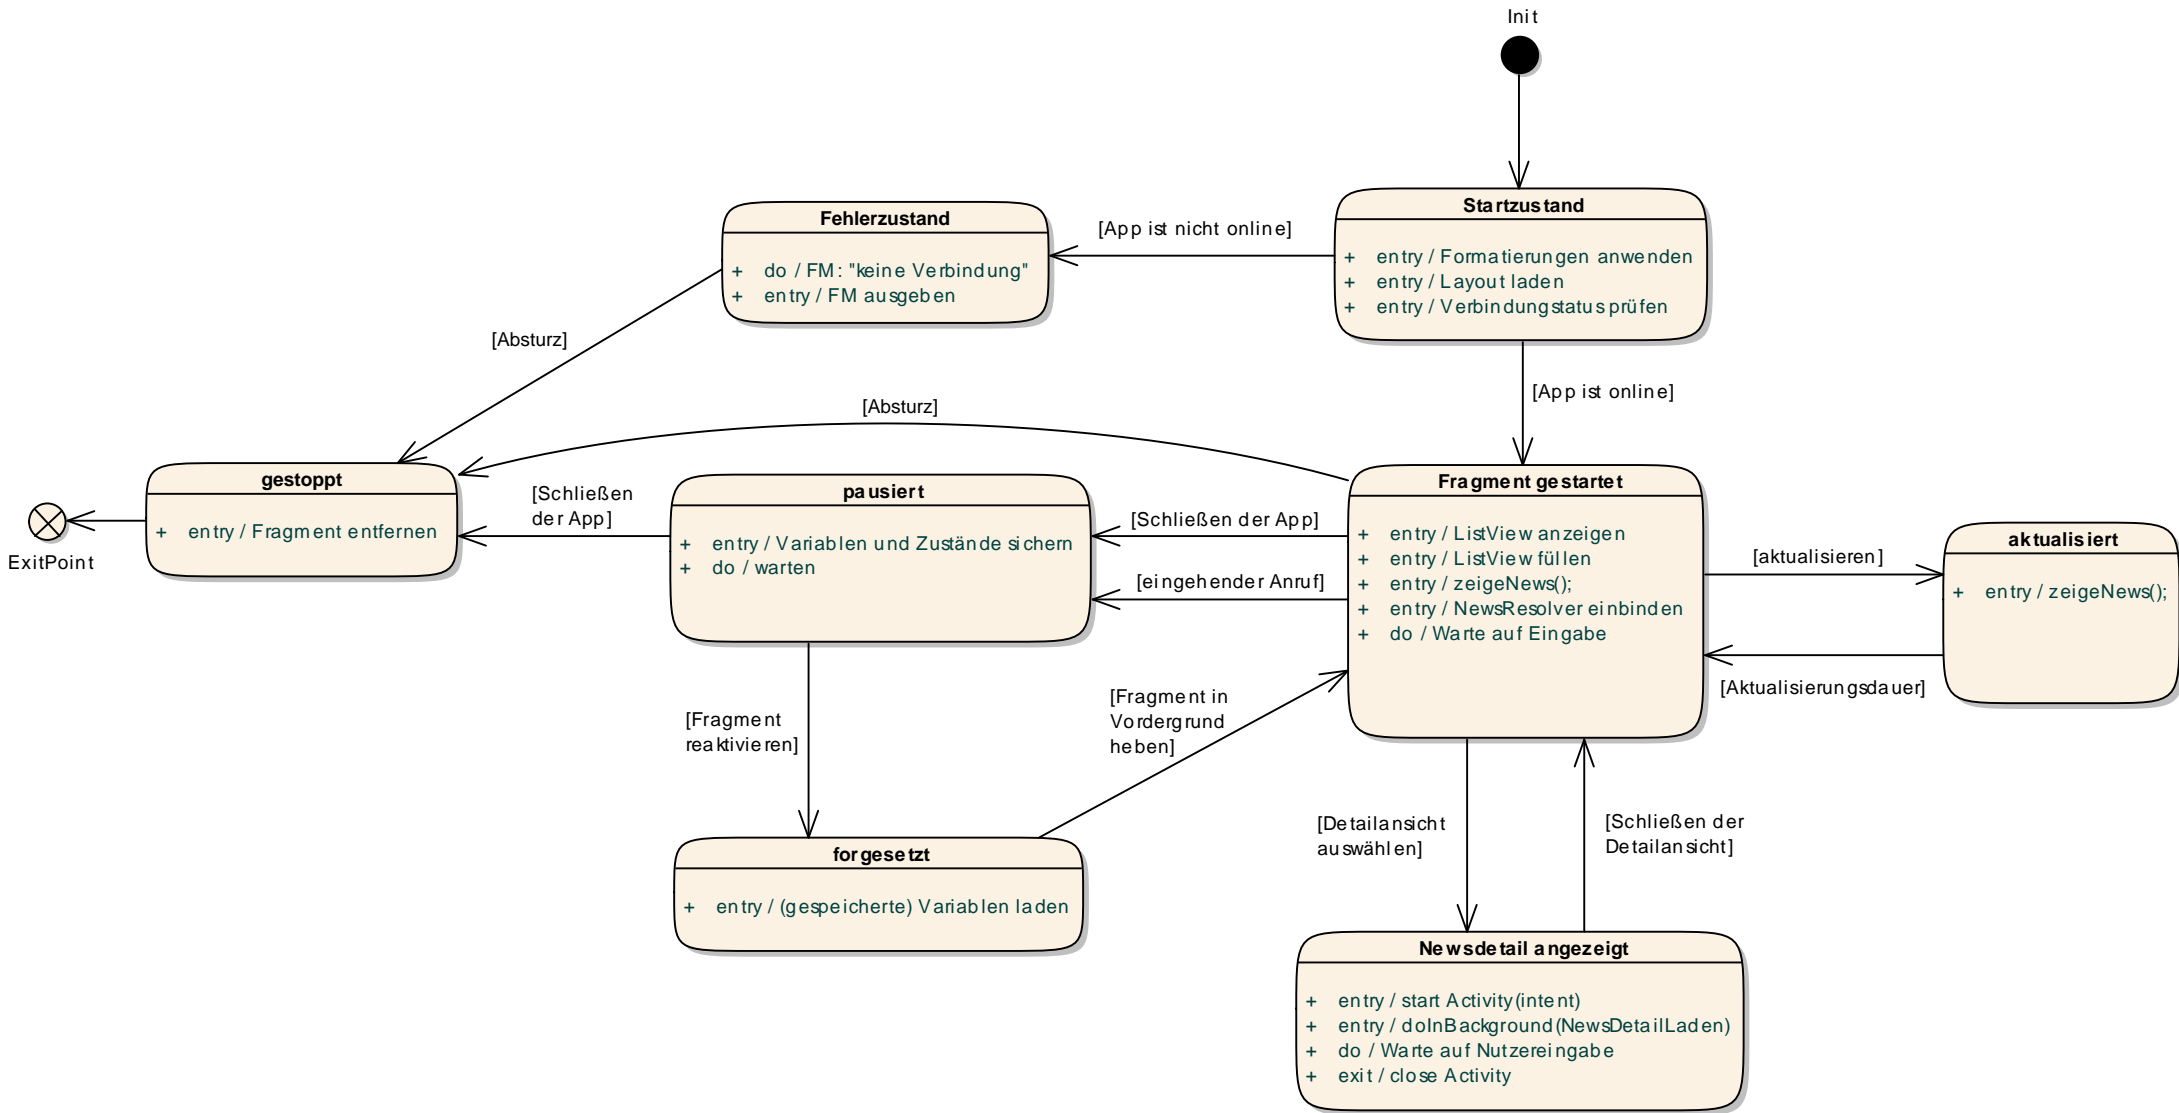 Init
Startzustand
+ entry / Formatierungen anwenden
+ entry / Layout laden
+ entry / Verbindungstatus prüfen
[App ist nicht online]
Fehlerzustand
+ do / FM: "keine Verbindung"
+ entry / FM ausgeben
[Absturz]
[App ist online]
[Absturz]
gestoppt
+ entry / Fragment entfernen
ExitPoint
[Schließen
der App]
pausiert
+ entry / Variablen und Zustände sichern
+ do / warten
[Schließen der App]
[eingehender Anruf]
Fragment gestartet
+ entry / ListView anzeigen
+ entry / ListView füllen
+ entry / zeigeNews();
+ entry / NewsResolver einbinden
+ do / Warte auf Eingabe
[aktualisieren]
aktualisiert
+ entry / zeigeNews();
[Aktualisierungsdauer]
[Fragment
reaktivieren]
[Fragment in
Vordergrund
heben]
forgesetzt
+ entry / (gespeicherte) Variablen laden
[Detailansicht
auswählen]
[Schließen der
Detailansicht]
Newsdetail angezeigt
+ entry / start Activity(intent)
+ entry / doInBackground(NewsDetailLaden)
+ do / Warte auf Nutzereingabe
+ exit / close Activity